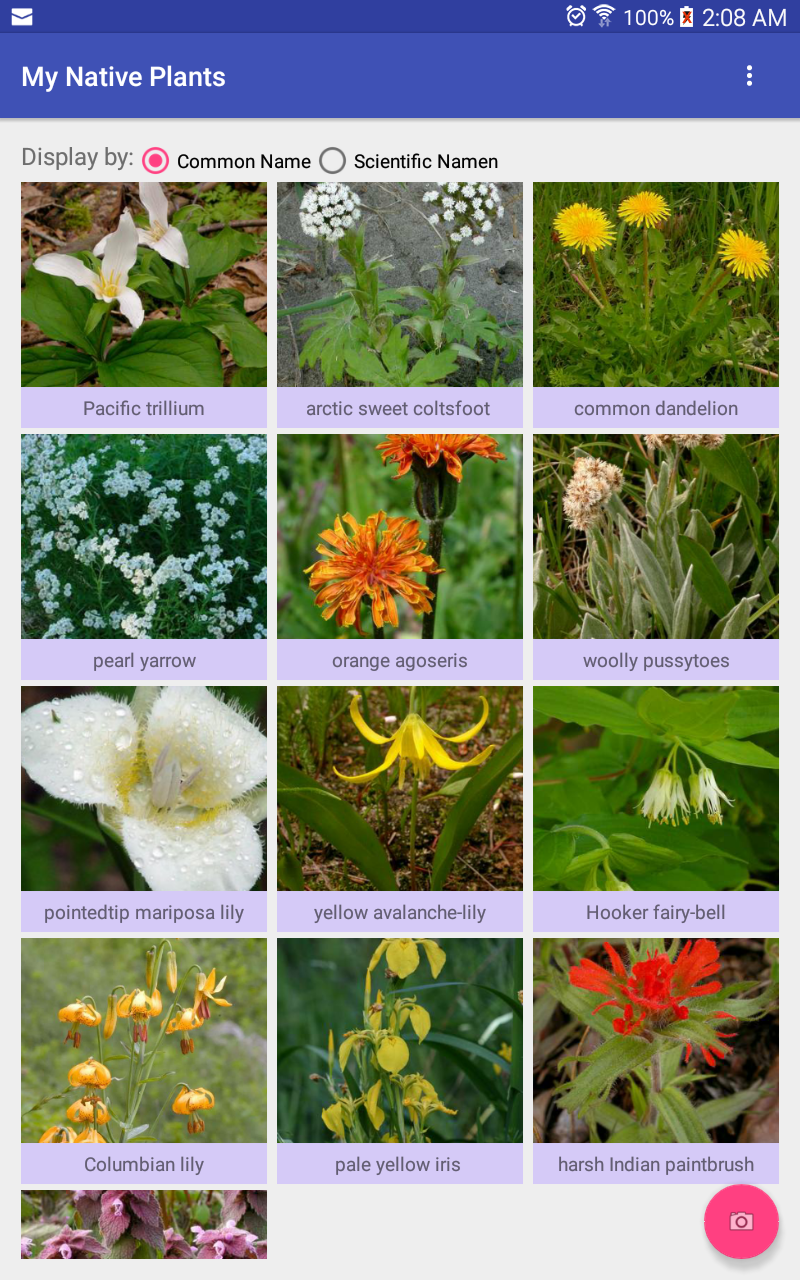 100% 2:08 AM
My Native Plants
Display by: Common Name Scientific Namen
Pacific trillium
arctic sweet coltsfoot
common dandelion
pearl yarrow
orange agoseris
woolly pussytoes
pointedtip mariposa lily
yellow avalanche-lily
Hooker fairy-bell
Columbian lily
pale yellow iris
harsh Indian paintbrush